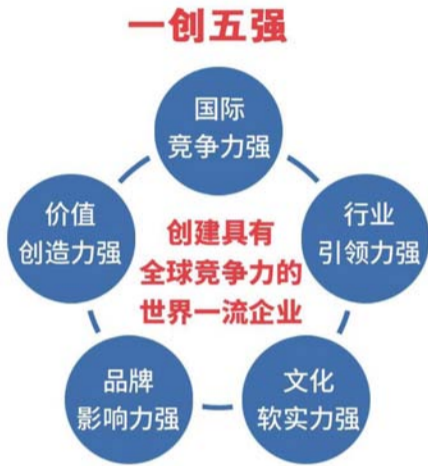 一创五强
国际
竞争力强
价值
创造力强
行业
引领力强
创建具有
全球竞争力的
世界一流企业
品牌
影响力强
文化
软实力强